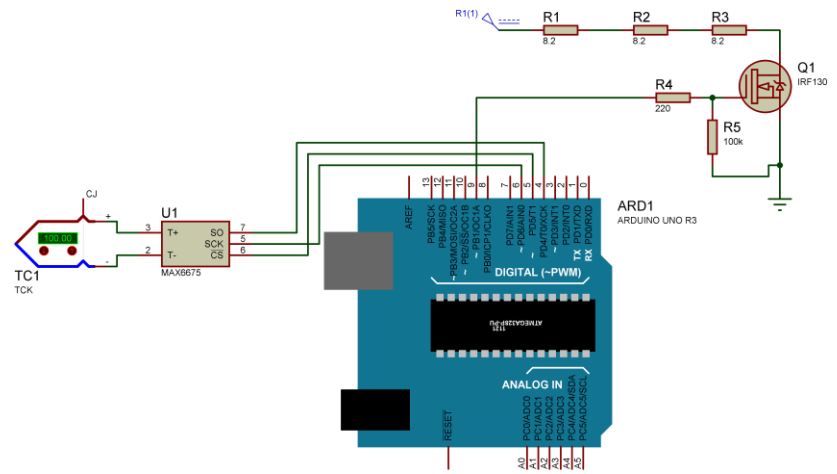 R1(1)
R1
8.2
R2
8.2
R3
8.2
Q1
IRF130
R4
220
R5
100k
CJ
+
-
100.00
TC1
TCK
U1
3 T+
2 T-
SO 7
SCK 5
CS 6
MAX6675
ARD1
ARDUINO UNO R3
13
12
11
10
9
8
7
6
5
4
3
2
1
0
AREF
PB5/SCK
PB4/MISO
~ PB3/MOSI/OC2A
~ PB2/SS/OC1B
~ PB1/OC1A
PB0/ICP1/CLKO
PD7/AIN1
~ PD6/AIN0
~ PD5/T1
PD4/T0/XCK
~ PD3/INT1
PD2/INT0
TX PD1/TXD
RX PD0/RXD
DIGITAL (~PWM)
1121
ATMEGA328P-PU
ANALOG IN
RESET
PC0/ADC0
PC1/ADC1
PC2/ADC2
PC3/ADC3
PC4/ADC4/SDA
PC5/ADC5/SCL
A0
A1
A2
A3
A4
A5